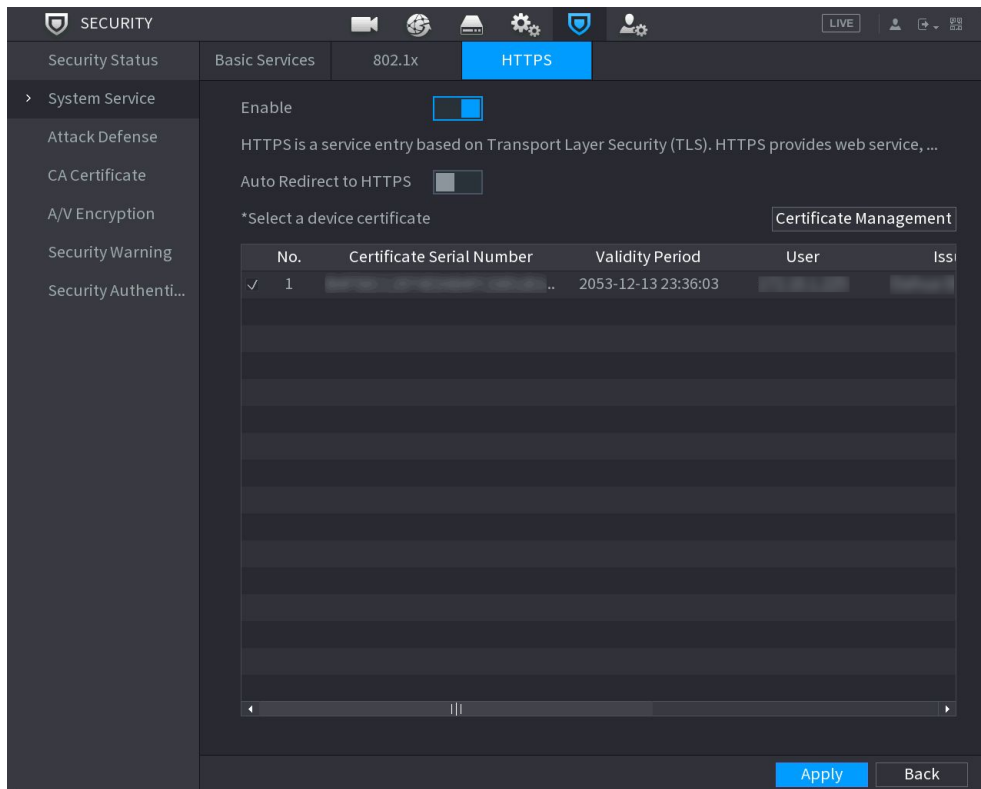 SECURITY
LIVE
Security Status
Basic Services 802.1x HTTPS
System Service
Attack Defense
CA Certificate
A/V Encryption
Security Warning
Security Authenti...
Enable
HTTPS is a service entry based on Transport Layer Security (TLS). HTTPS provides web service, ...
Auto Redirect to HTTPS
*Select a device certificate
Certificate Management
No. Certificate Serial Number Validity Period User
1 2053-12-13 23:36:03
Apply Back